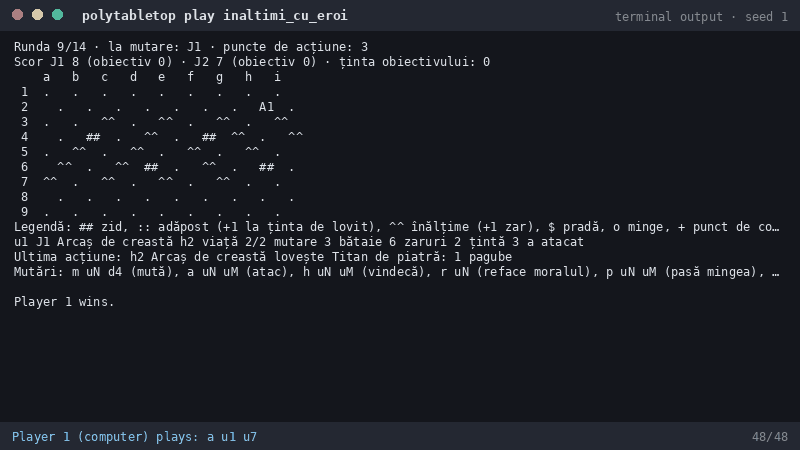 polytabletop play inaltimi_cu_eroi
terminal output · seed 1
Runda 9/14 · la mutare: J1 · puncte de acțiune: 3
Scor J1 8 (obiectiv 0) · J2 7 (obiectiv 0) · ținta obiectivului: 0
a b c d e f g h i
1 . . . . . . . . .
2 . . . . . . . A1 .
3 . . ^^ . ^^ . ^^ . ^^
4 . ## . ^^ . ## ^^ . ^^
5 . ^^ . ^^ . ^^ . ^^ .
6 ^^ . ^^ ## . ^^ . ## .
7 ^^ . ^^ . ^^ . ^^ . .
8 . . . . . . . . .
9 . . . . . . . . .
Legendă: ## zid, :: adăpost (+1 la ținta de lovit), ^^ înălțime (+1 zar), $ pradă, o minge, + punct de co…
u1 J1 Arcaș de creastă h2 viață 2/2 mutare 3 bătaie 6 zaruri 2 țintă 3 a atacat
Ultima acțiune: h2 Arcaș de creastă lovește Titan de piatră: 1 pagube
Mutări: m uN d4 (mută), a uN uM (atac), h uN uM (vindecă), r uN (reface moralul), p uN uM (pasă mingea), …
Player 1 wins.
Player 1 (computer) plays: a u1 u7
48/48